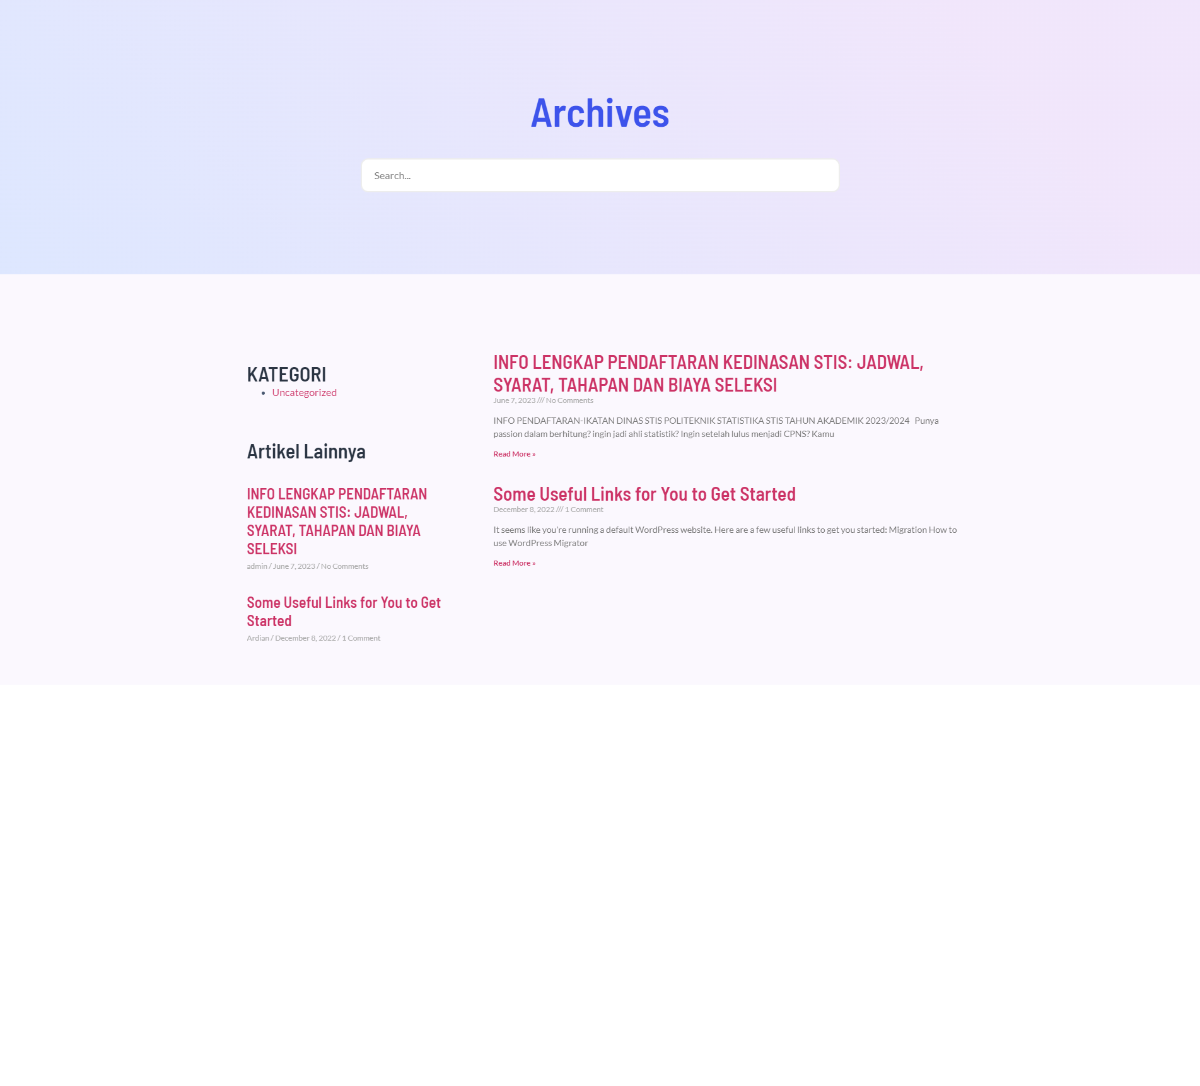 Archives
Search...
KATEGORI
Uncategorized
Artikel Lainnya
INFO LENGKAP PENDAFTARAN
KEDINASAN STIS: JADWAL,
SYARAT, TAHAPAN DAN BIAYA
SELEKSI
admin / June 7, 2023 / No Comments
Some Useful Links for You to Get
Started
Ardian / December 8, 2022 / 1 Comment
INFO LENGKAP PENDAFTARAN KEDINASAN STIS: JADWAL,
SYARAT, TAHAPAN DAN BIAYA SELEKSI
June 7, 2023 /// No Comments
INFO PENDAFTARAN-IKATAN DINAS STIS POLITEKNIK STATISTIKA STIS TAHUN AKADEMIK 2023/2024 Punya
passion dalam berhitung? ingin jadi ahli statistik? Ingin setelah lulus menjadi CPNS? Kamu
Read More »
Some Useful Links for You to Get Started
December 8, 2022 /// 1 Comment
It seems like you're running a default WordPress website. Here are a few useful links to get you started: Migration How to
use WordPress Migrator
Read More »